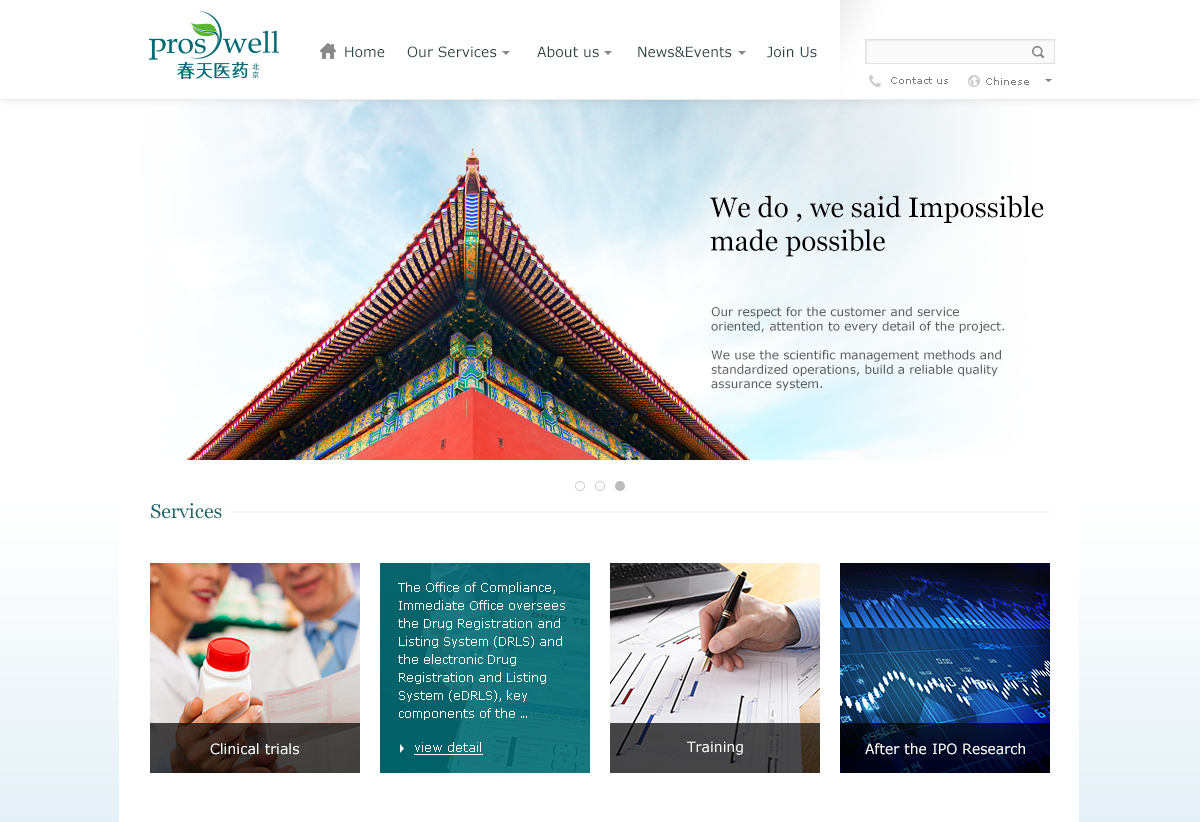 proswell
春天医药 北京
Home
Our Services
About us
News&Events
Join Us
Contact us
Chinese
We do , we said Impossible
made possible
Our respect for the customer and service
oriented, attention to every detail of the project.
We use the scientific management methods and
standardized operations, build a reliable quality
assurance system.
Services
Clinical trials
The Office of Compliance,
Immediate Office oversees
the Drug Registration and
Listing System (DRLS) and
the electronic Drug
Registration and Listing
System (eDRLS), key
components of the ...
view detail
Training
After the IPO Research